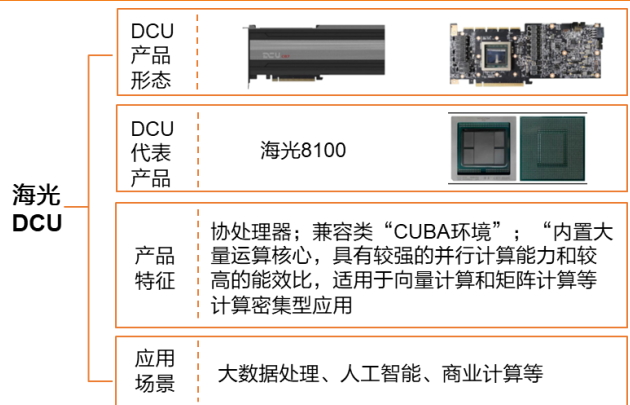 海光
DCU
DCU
产品
形态
DCU
DCU
代表
产品
海光8100
产品
特征
协处理器；兼容类“CUBA环境”；“内置大
量运算核心，具有较强的并行计算能力和较
高的能效比，适用于向量计算和矩阵计算等
计算密集型应用
应用
场景
大数据处理、人工智能、商业计算等